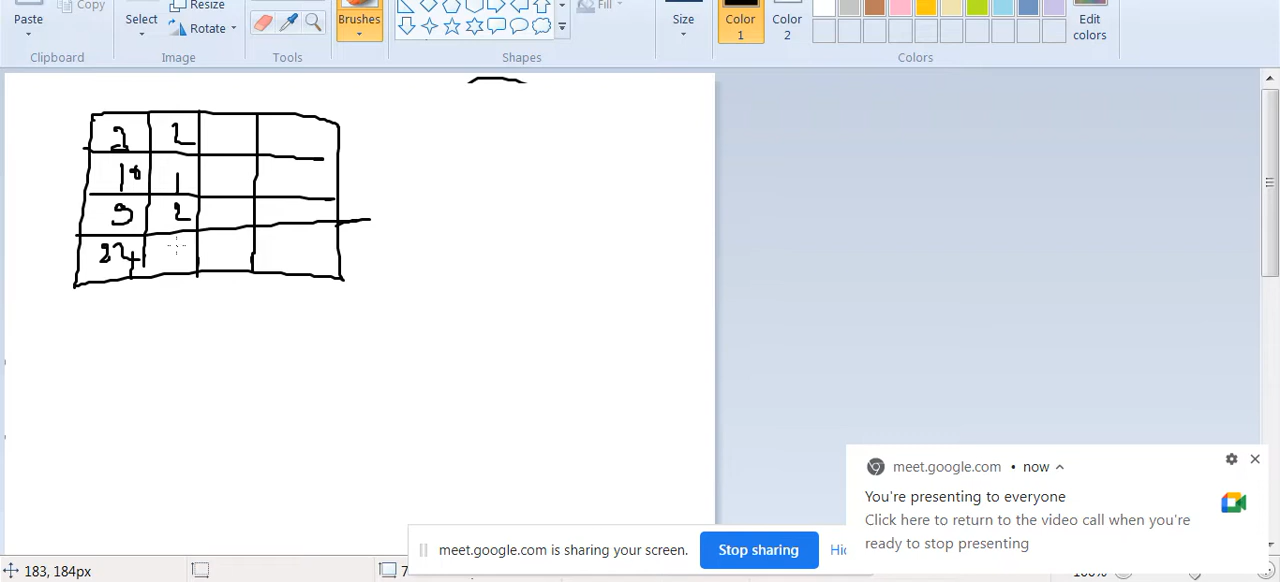 Paste
Copy
Clipboard
Select
Resize
Rotate
Image
Tools
Brushes
Shapes
Fill
Size
Color 1
Color 2
Edit colors
Colors
2 2
1
9 2
meet.google.com • now
You're presenting to everyone
Click here to return to the video call when you're
ready to stop presenting
meet.google.com is sharing your screen.
Stop sharing
183, 184px
100%